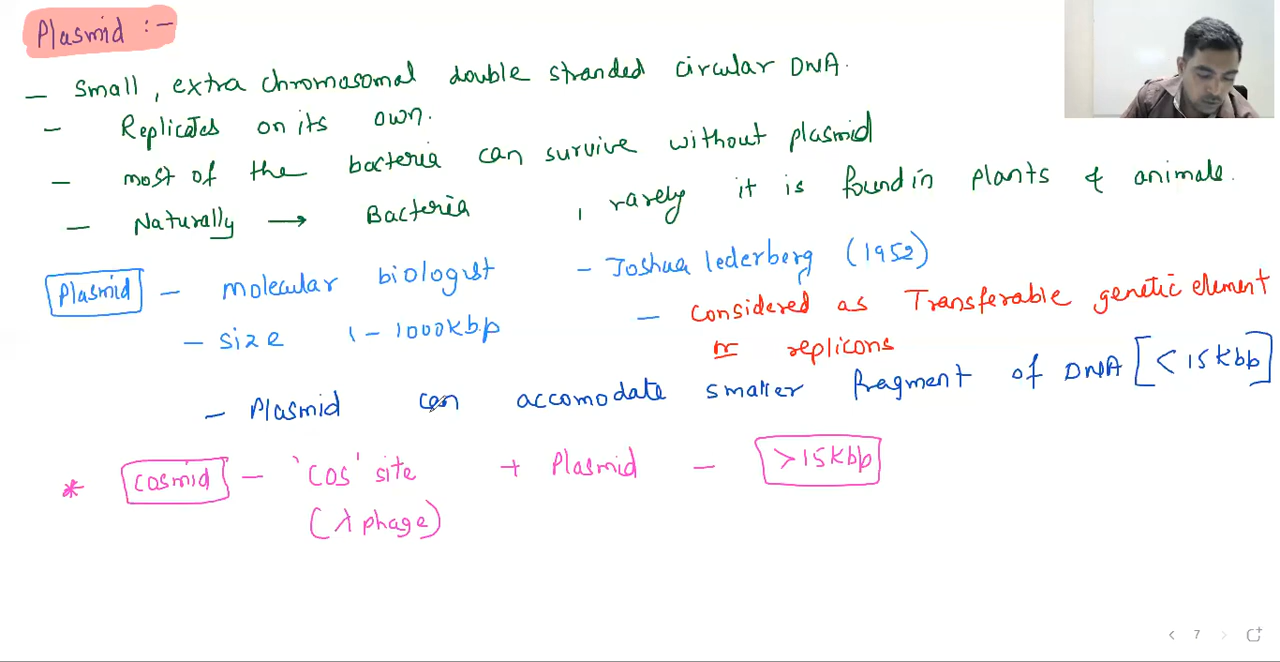 Plasmid :-
- Small, extra chromasomal double stranded circular DNA.
- Replicates on its own.
- most of the bacteria can survive without plasmid
- Naturally → Bacteria , rarely it is found in plants & animals.
Plasmid - molecular biologist - Joshua lederberg (1952)
- size 1 - 1000kbp
- considered as Transferable genetic element
or replicons
- Plasmid can accomodate smaller fragment of DNA [< 15kbp]
* Cosmid - 'cos' site + Plasmid - >15kbp
(λ phage)
< 7 >